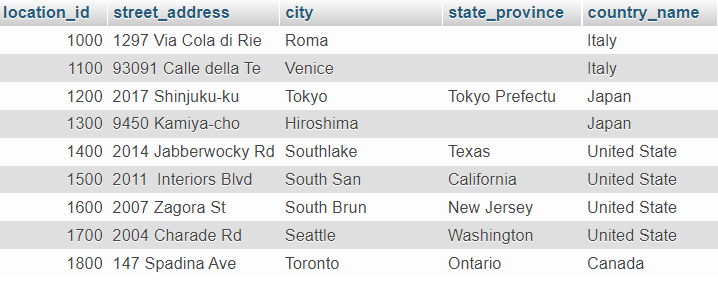 location_id street_address city state_province country_name
1000 1297 Via Cola di Rie Roma Italy
1100 93091 Calle della Te Venice Italy
1200 2017 Shinjuku-ku Tokyo Tokyo Prefectu Japan
1300 9450 Kamiya-cho Hiroshima Japan
1400 2014 Jabberwocky Rd Southlake Texas United State
1500 2011  Interiors Blvd South San California United State
1600 2007 Zagora St South Brun New Jersey United State
1700 2004 Charade Rd Seattle Washington United State
1800 147 Spadina Ave Toronto Ontario Canada